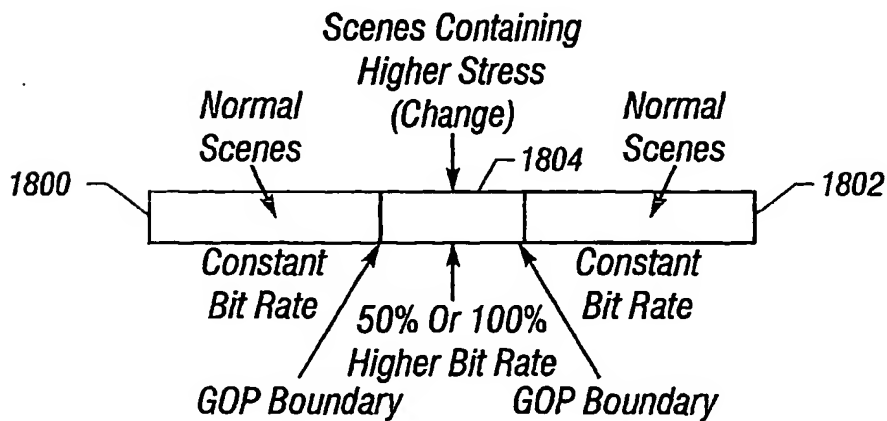 Scenes Containing
Higher Stress
(Change)
Normal
Scenes
Normal
Scenes
1800
1804
1802
Constant
Bit Rate
Constant
Bit Rate
50% Or 100%
Higher Bit Rate
GOP Boundary
GOP Boundary